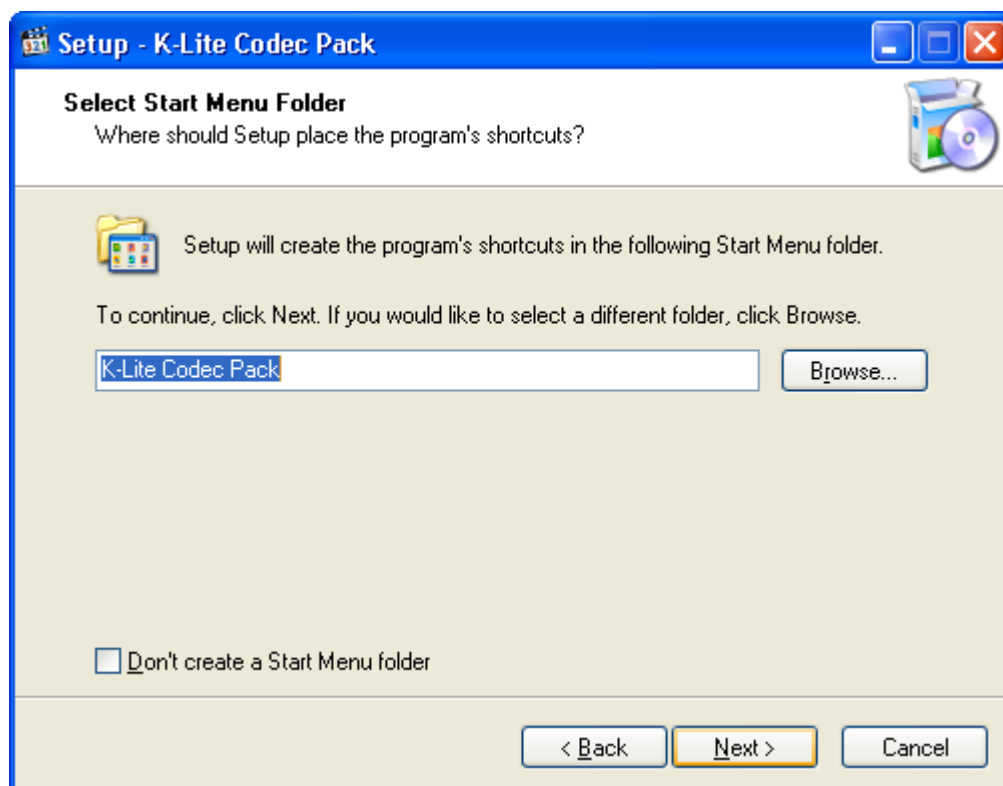 Setup - K-Lite Codec Pack
Select Start Menu Folder
Where should Setup place the program's shortcuts?
Setup will create the program's shortcuts in the following Start Menu folder.
To continue, click Next. If you would like to select a different folder, click Browse.
K-Lite Codec Pack
Browse...
Don't create a Start Menu folder
< Back
Next >
Cancel